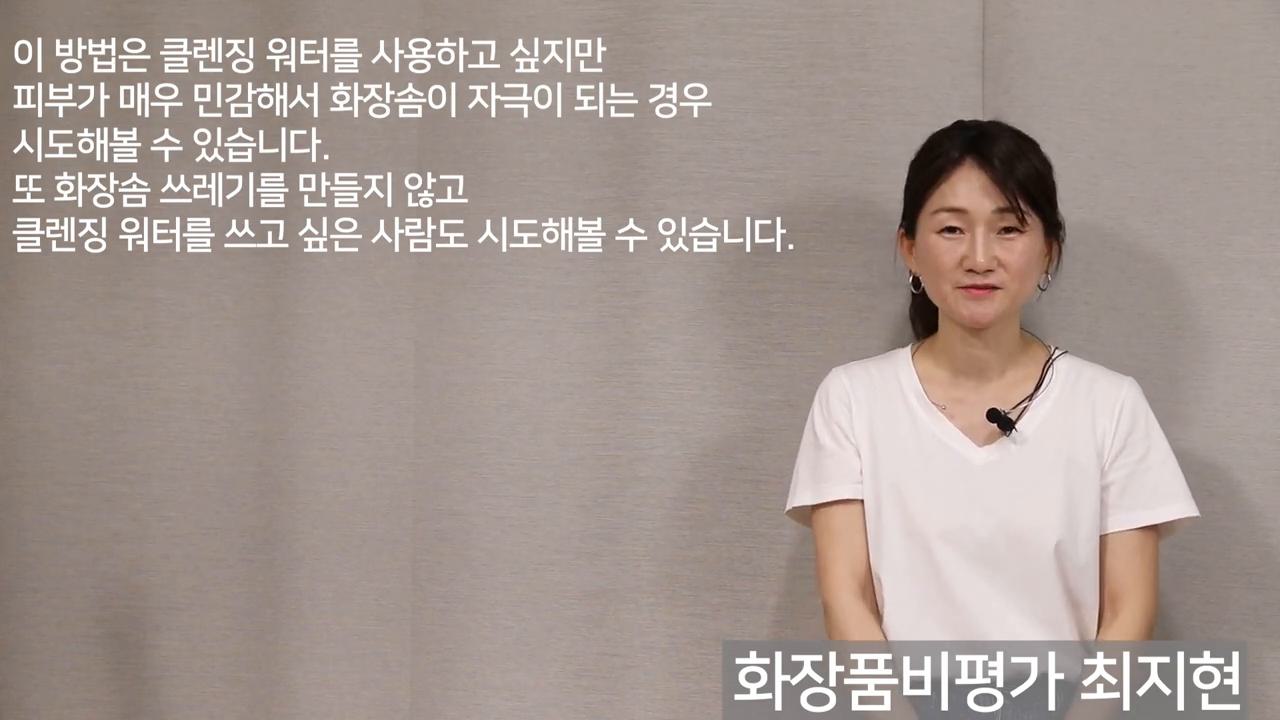 이 방법은 클렌징 워터를 사용하고 싶지만
피부가 매우 민감해서 화장솜이 자극이 되는 경우
시도해볼 수 있습니다.
또 화장솜 쓰레기를 만들지 않고
클렌징 워터를 쓰고 싶은 사람도 시도해볼 수 있습니다.
화장품비평가 최지현